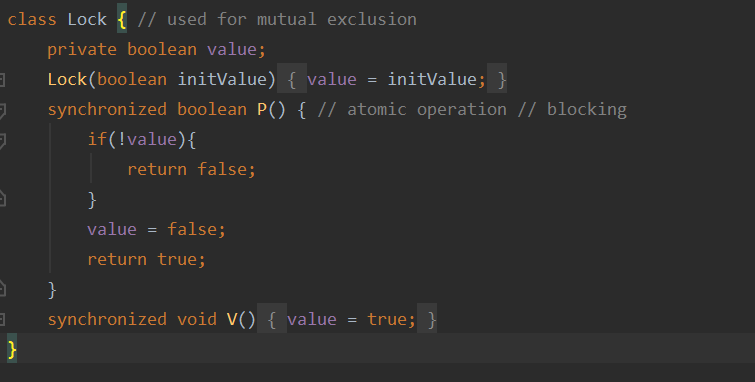 class Lock { // used for mutual exclusion
    private boolean value;
    Lock(boolean initValue) { value = initValue; }
    synchronized boolean P() { // atomic operation // blocking
        if(!value){
            return false;
        }
        value = false;
        return true;
    }
    synchronized void V() { value = true; }
}